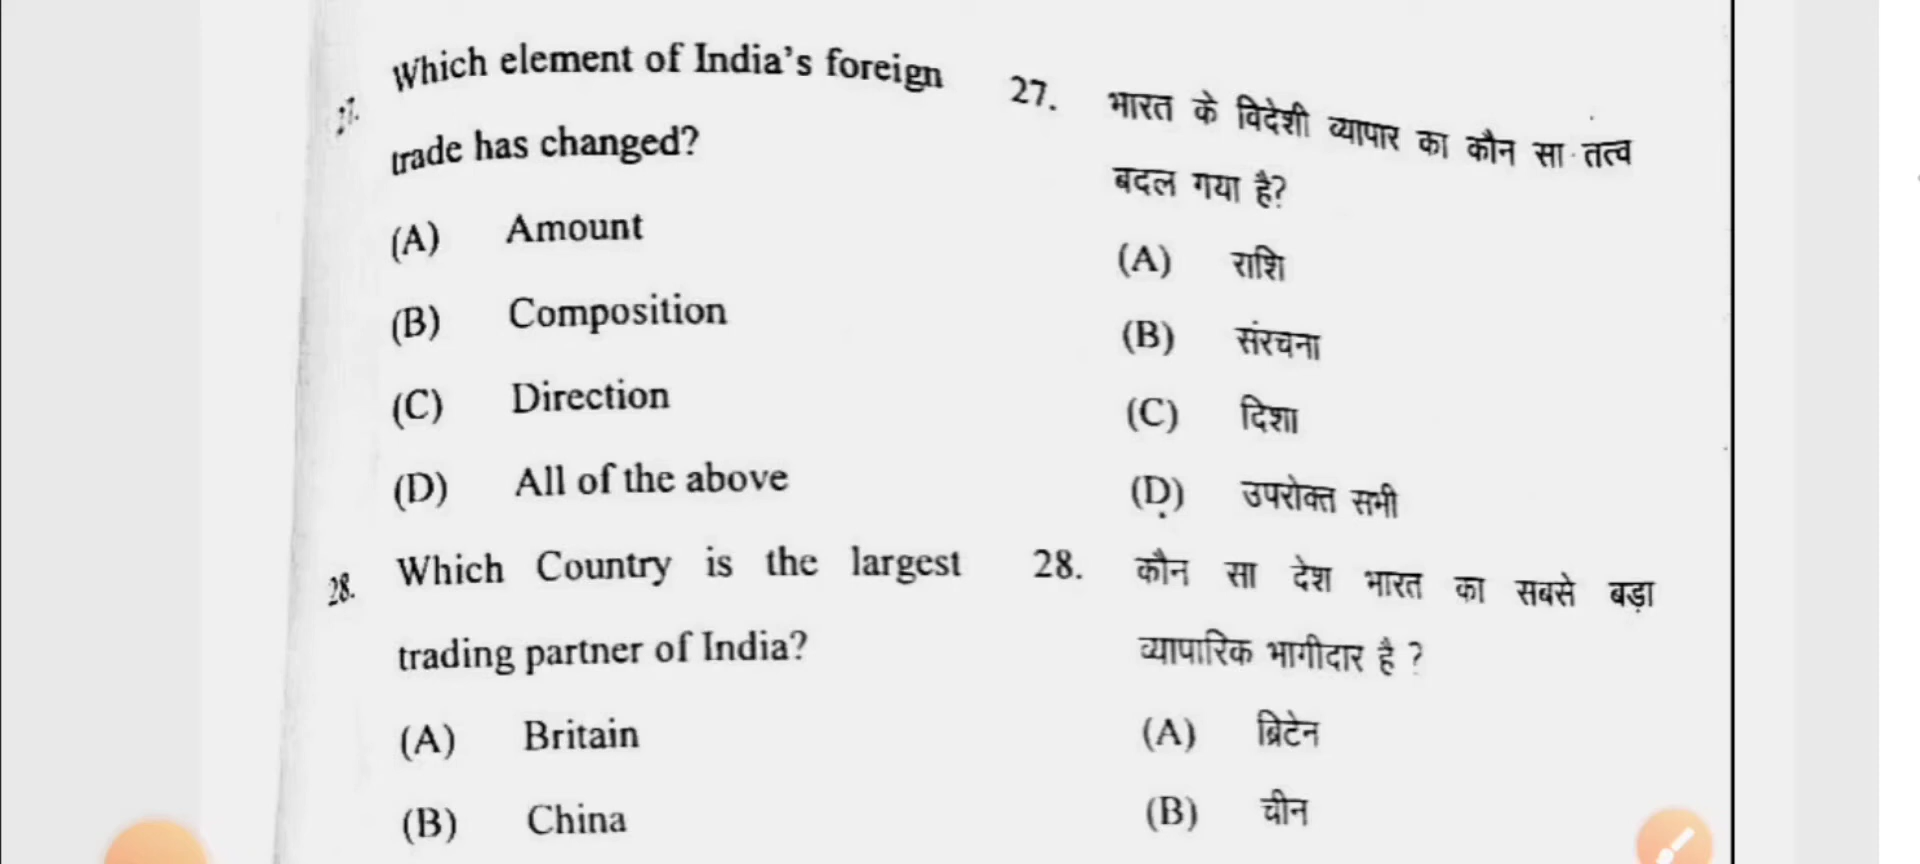 27. Which element of India's foreign
trade has changed?
(A) Amount
(B) Composition
(C) Direction
(D) All of the above
28. Which Country is the largest
trading partner of India?
(A) Britain
(B) China
27. भारत के विदेशी व्यापार का कौन सा तत्व
बदल गया है?
(A) राशि
(B) संरचना
(C) दिशा
(D) उपरोक्त सभी
28. कौन सा देश भारत का सबसे बड़ा
व्यापारिक भागीदार है ?
(A) ब्रिटेन
(B) चीन